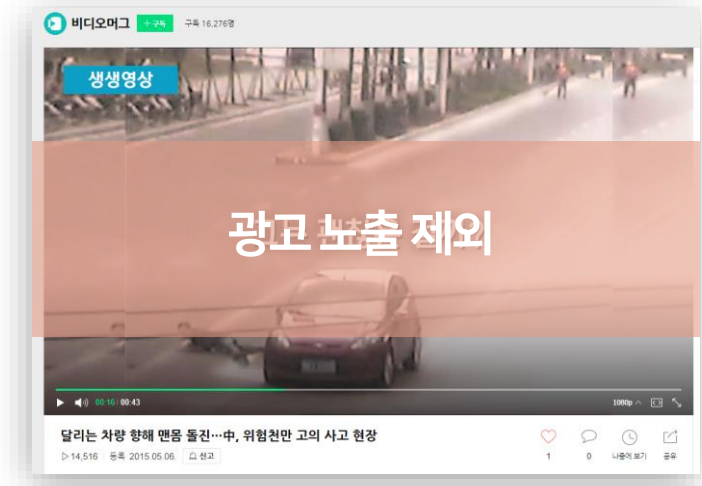 비디오머그 +구독 구독 16,276명
생생영상
광고 노출 제외
00:16 00:43 1080p
달리는 차량 향해 맨몸 돌진…中, 위험천만 고의 사고 현장
14,516 등록 2015.05.06. 신고
1 0 나중에 보기 공유